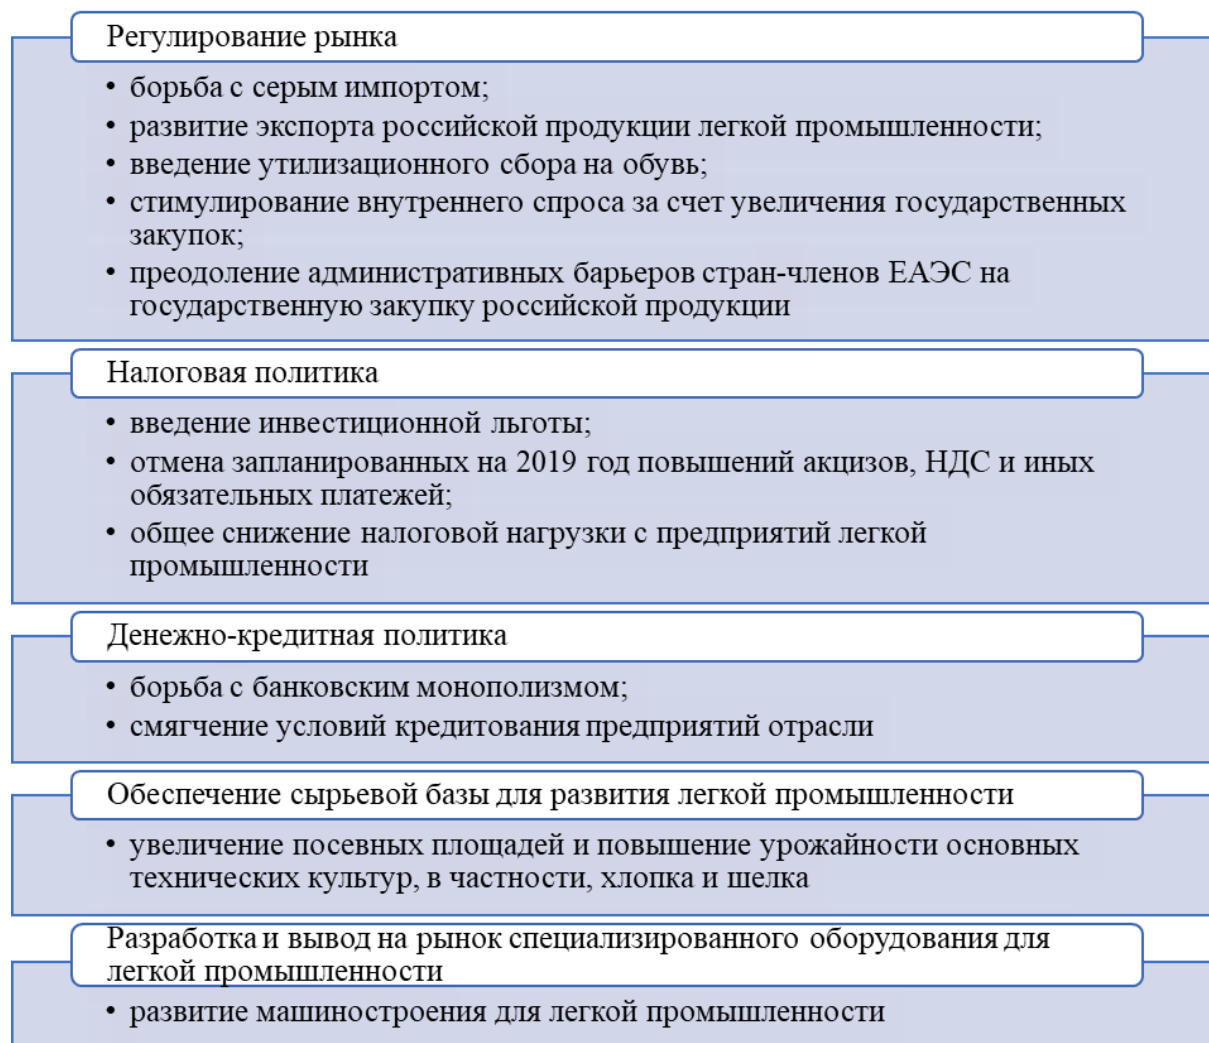 Регулирование рынка
• борьба с серым импортом;
• развитие экспорта российской продукции легкой промышленности;
• введение утилизационного сбора на обувь;
• стимулирование внутреннего спроса за счет увеличения государственных
закупок;
• преодоление административных барьеров стран-членов ЕАЭС на
государственную закупку российской продукции
Налоговая политика
• введение инвестиционной льготы;
• отмена запланированных на 2019 год повышений акцизов, НДС и иных
обязательных платежей;
• общее снижение налоговой нагрузки с предприятий легкой
промышленности
Денежно-кредитная политика
• борьба с банковским монополизмом;
• смягчение условий кредитования предприятий отрасли
Обеспечение сырьевой базы для развития легкой промышленности
• увеличение посевных площадей и повышение урожайности основных
технических культур, в частности, хлопка и шелка
Разработка и вывод на рынок специализированного оборудования для
легкой промышленности
• развитие машиностроения для легкой промышленности